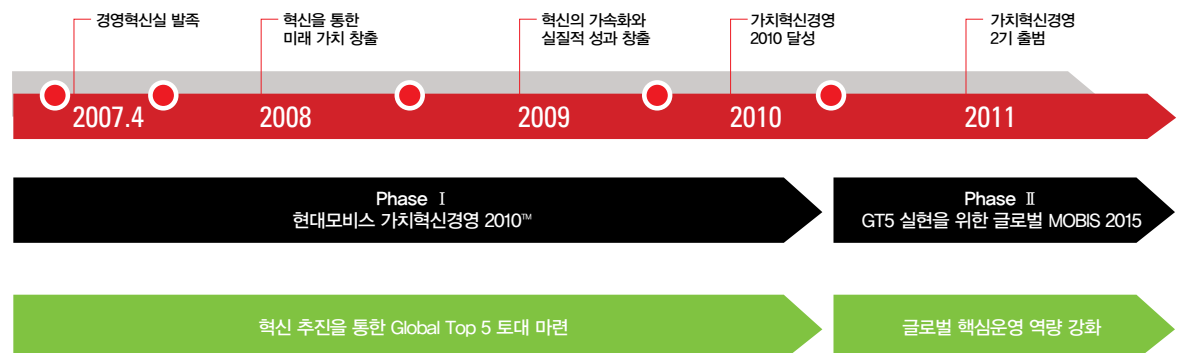 경영혁신실 발족
혁신을 통한
미래 가치 창출
혁신의 가속화와
실질적 성과 창출
가치혁신경영
2010 달성
가치혁신경영
2기 출범
2007.4
2008
2009
2010
2011
Phase Ⅰ
현대모비스 가치혁신경영 2010™
Phase Ⅱ
GT5 실현을 위한 글로벌 MOBIS 2015
혁신 추진을 통한 Global Top 5 토대 마련
글로벌 핵심운영 역량 강화